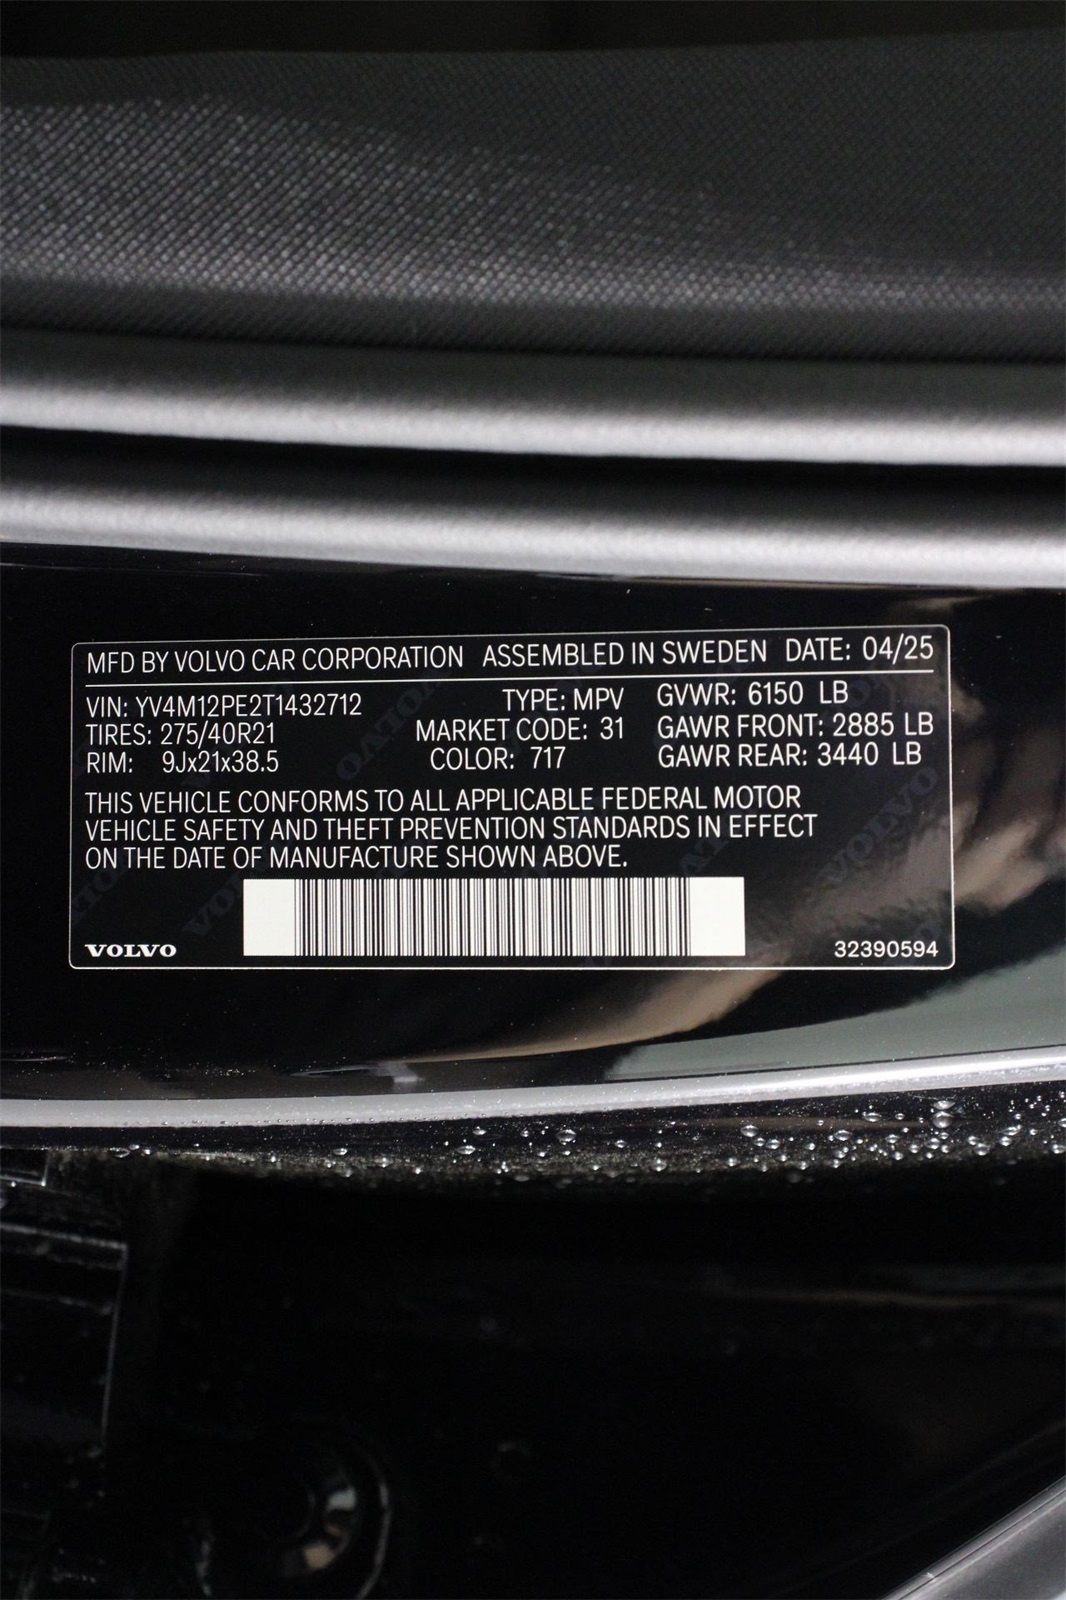 MFD BY VOLVO CAR CORPORATION ASSEMBLED IN SWEDEN DATE: 04/25
VIN: YV4M12PE2T1432712 TYPE: MPV GVWR: 6150 LB
TIRES: 275/40R21 MARKET CODE: 31 GAWR FRONT: 2885 LB
RIM: 9Jx21x38.5 COLOR: 717 GAWR REAR: 3440 LB
THIS VEHICLE CONFORMS TO ALL APPLICABLE FEDERAL MOTOR
VEHICLE SAFETY AND THEFT PREVENTION STANDARDS IN EFFECT
ON THE DATE OF MANUFACTURE SHOWN ABOVE.
VOLVO 32390594